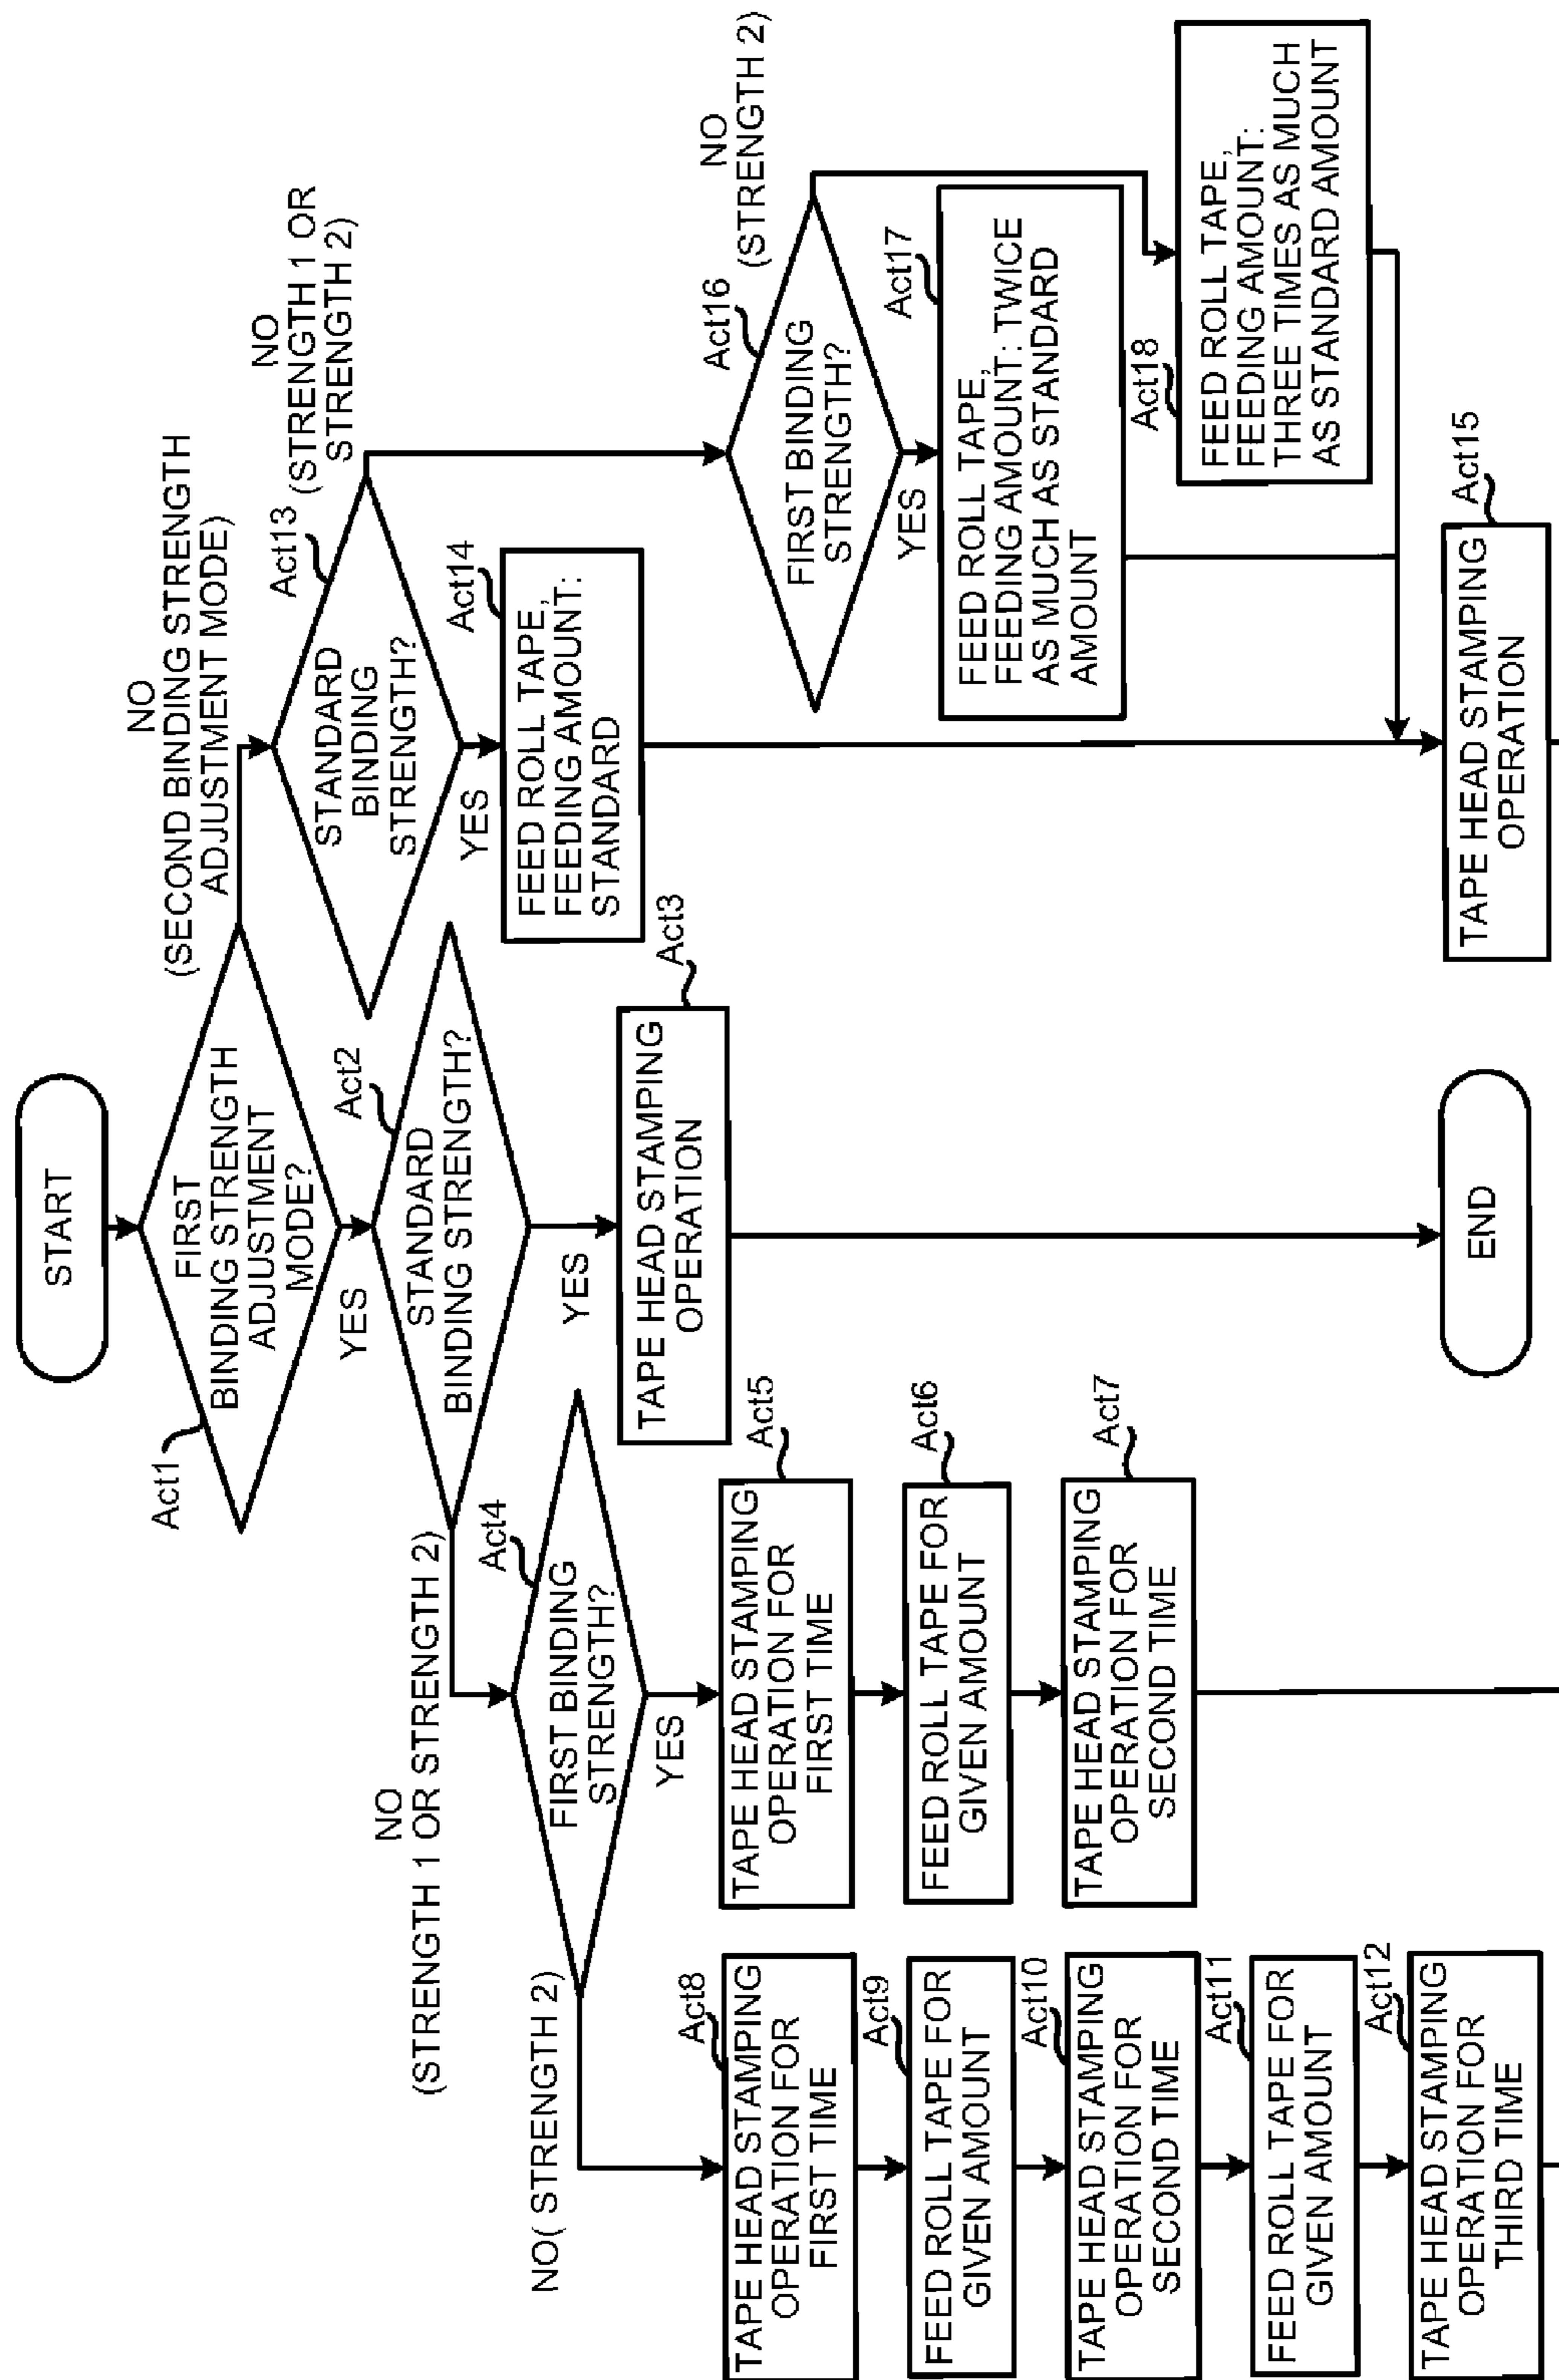 START
Act1
FIRST
BINDING STRENGTH
ADJUSTMENT
MODE?
YES
NO
(SECOND BINDING STRENGTH
ADJUSTMENT MODE)
Act2
STANDARD
BINDING STRENGTH?
YES
NO
(STRENGTH 1 OR STRENGTH 2)
Act3
TAPE HEAD STAMPING
OPERATION
Act4
FIRST BINDING
STRENGTH?
YES
NO( STRENGTH 2)
Act5
TAPE HEAD STAMPING
OPERATION FOR
FIRST TIME
Act6
FEED ROLL TAPE FOR
GIVEN AMOUNT
Act7
TAPE HEAD STAMPING
OPERATION FOR
SECOND TIME
Act8
TAPE HEAD STAMPING
OPERATION FOR
FIRST TIME
Act9
FEED ROLL TAPE FOR
GIVEN AMOUNT
Act10
TAPE HEAD STAMPING
OPERATION FOR
SECOND TIME
Act11
FEED ROLL TAPE FOR
GIVEN AMOUNT
Act12
TAPE HEAD STAMPING
OPERATION FOR
THIRD TIME
Act13
STANDARD
BINDING
STRENGTH?
YES
NO
(STRENGTH 1 OR
STRENGTH 2)
Act14
FEED ROLL TAPE,
FEEDING AMOUNT:
STANDARD
Act16
FIRST BINDING
STRENGTH?
YES
NO
(STRENGTH 2)
Act17
FEED ROLL TAPE,
FEEDING AMOUNT: TWICE
AS MUCH AS STANDARD
AMOUNT
Act18
FEED ROLL TAPE,
FEEDING AMOUNT:
THREE TIMES AS MUCH
AS STANDARD AMOUNT
Act15
TAPE HEAD STAMPING
OPERATION
END